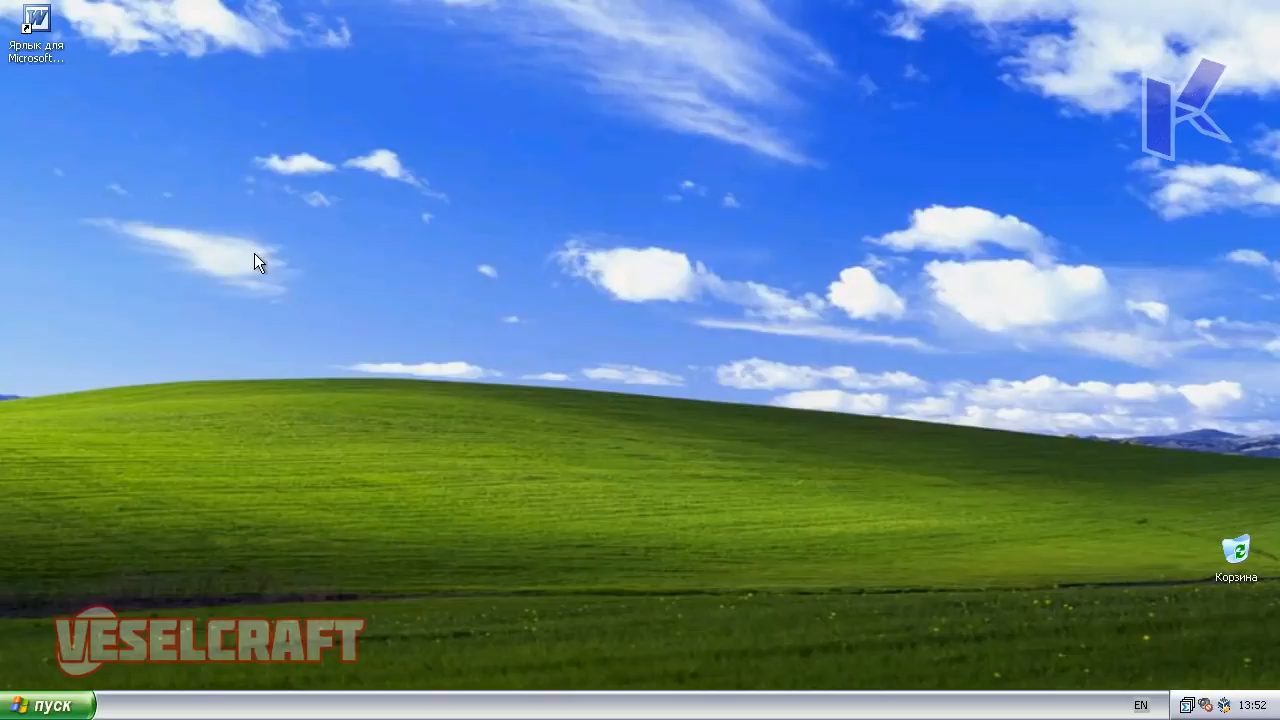 Ярлык для
Microsoft...
Корзина
VESELCRAFT
пуск
EN
13:52